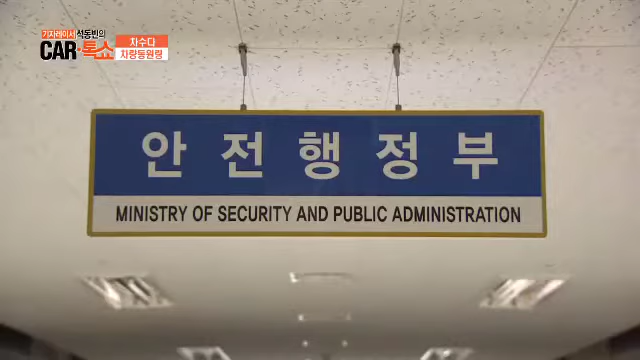 기자레이서 석동빈의
CAR·톡쇼
차수다
차량동원령
안전행정부
MINISTRY OF SECURITY AND PUBLIC ADMINISTRATION